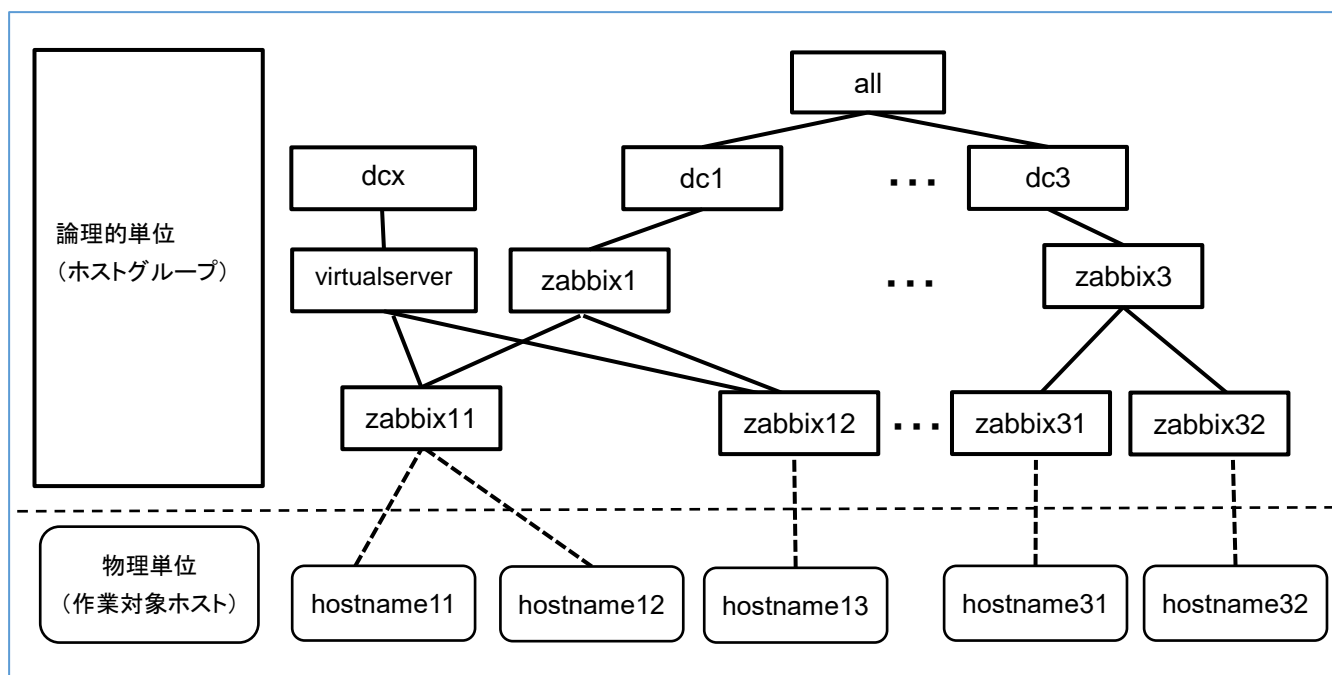 all
dcx
dc1
...
dc3
論理的単位
（ホストグループ）
virtualserver
zabbix1
...
zabbix3
zabbix11
zabbix12
...
zabbix31
zabbix32
物理単位
（作業対象ホスト）
hostname11
hostname12
hostname13
hostname31
hostname32